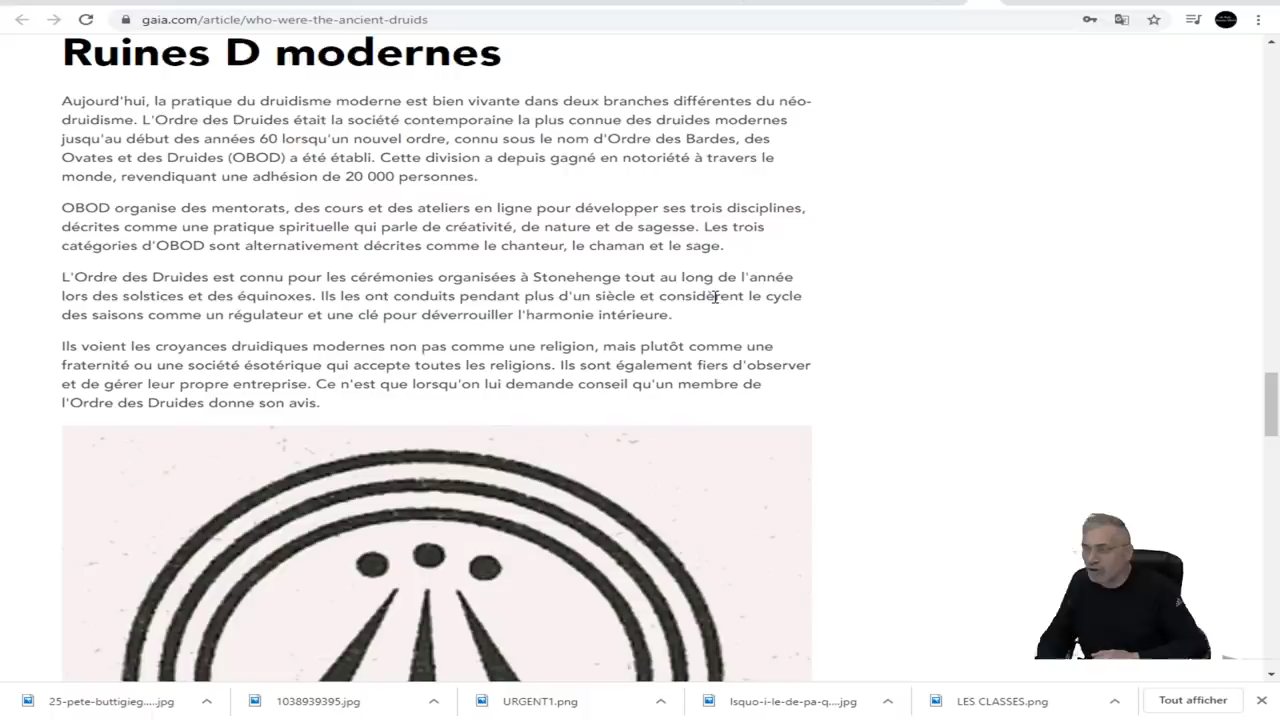 gaia.com/article/who-were-the-ancient-druids
Ruines D modernes
Aujourd'hui, la pratique du druidisme moderne est bien vivante dans deux branches différentes du néo-
druidisme. L'Ordre des Druides était la société contemporaine la plus connue des druides modernes
jusqu'au début des années 60 lorsqu'un nouvel ordre, connu sous le nom d'Ordre des Bardes, des
Ovates et des Druides (OBOD) a été établi. Cette division a depuis gagné en notoriété à travers le
monde, revendiquant une adhésion de 20 000 personnes.
OBOD organise des mentorats, des cours et des ateliers en ligne pour développer ses trois disciplines,
décrites comme une pratique spirituelle qui parle de créativité, de nature et de sagesse. Les trois
catégories d'OBOD sont alternativement décrites comme le chanteur, le chaman et le sage.
L'Ordre des Druides est connu pour les cérémonies organisées à Stonehenge tout au long de l'année
lors des solstices et des équinoxes. Ils les ont conduits pendant plus d'un siècle et considèrent le cycle
des saisons comme un régulateur et une clé pour déverrouiller l'harmonie intérieure.
Ils voient les croyances druidiques modernes non pas comme une religion, mais plutôt comme une
fraternité ou une société ésotérique qui accepte toutes les religions. Ils sont également fiers d'observer
et de gérer leur propre entreprise. Ce n'est que lorsqu'on lui demande conseil qu'un membre de
l'Ordre des Druides donne son avis.
25-pete-buttigieg....jpg
1038939395.jpg
URGENT1.png
lsquo-i-le-de-pa-q....jpg
LES CLASSES.png
Tout afficher